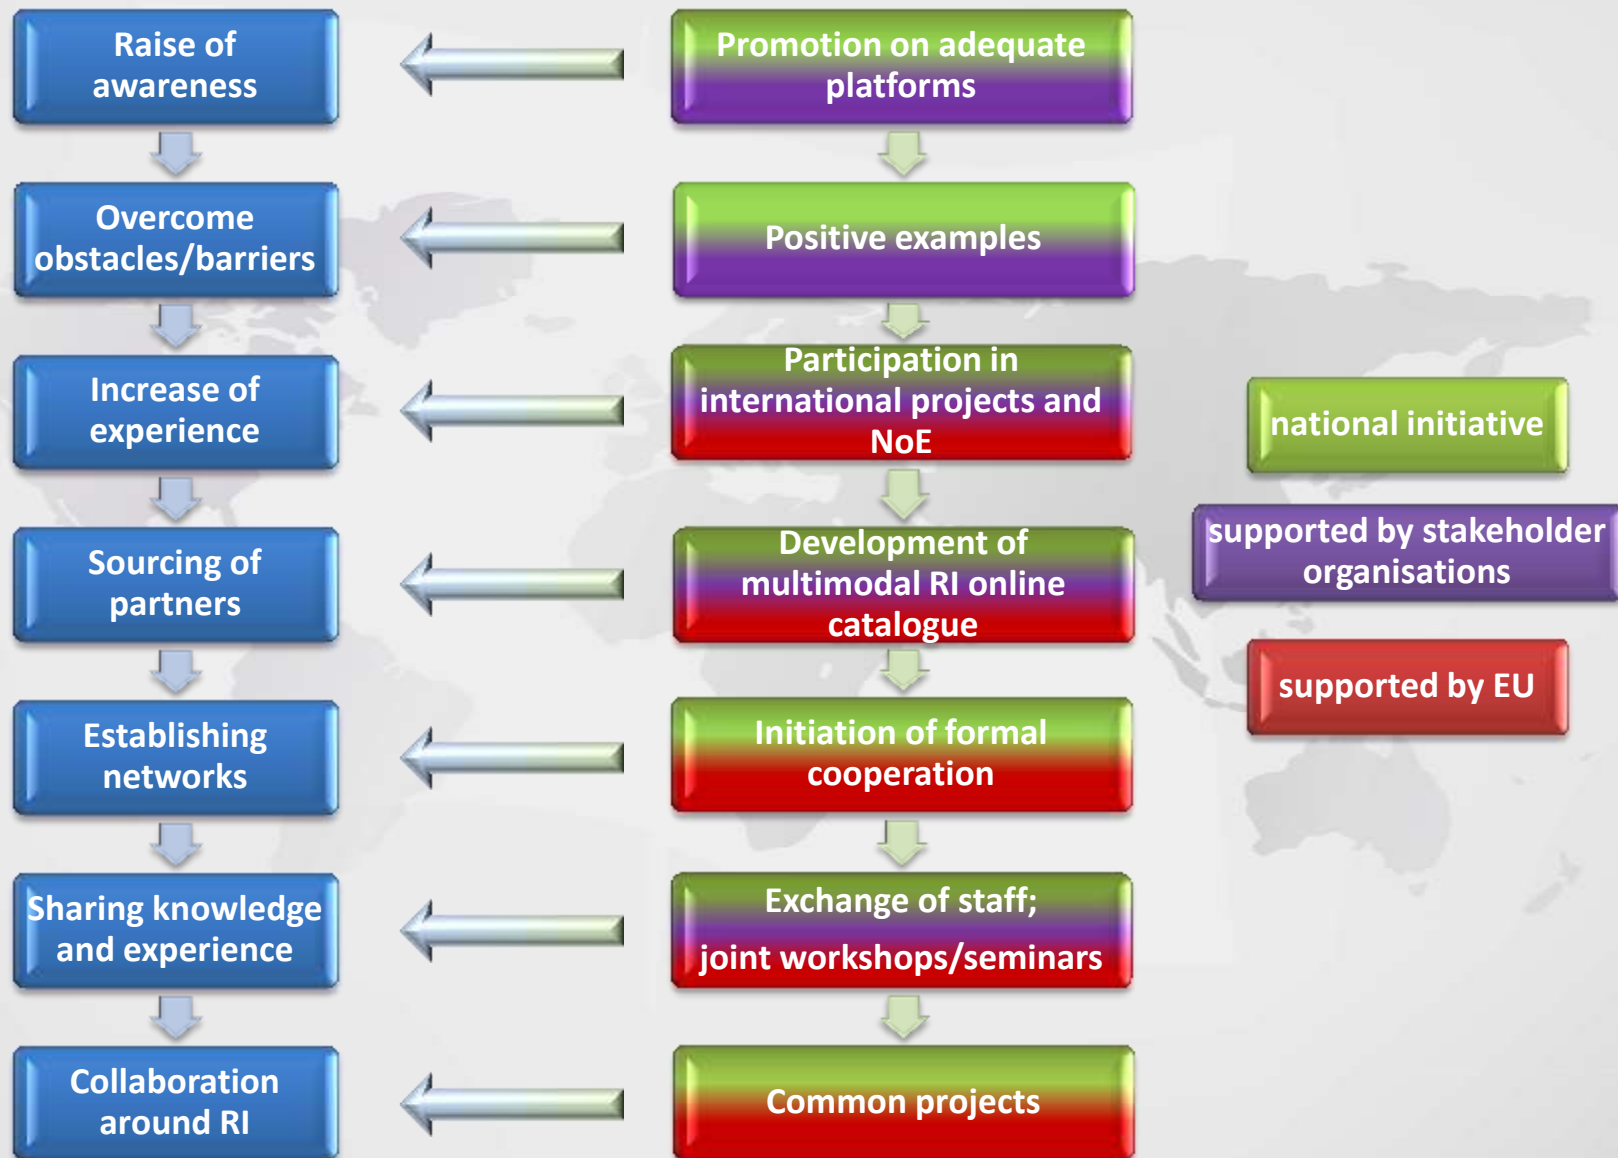 Raise of
awareness
Promotion on adequate
platforms
Overcome
obstacles/barriers
Positive examples
Increase of
experience
Participation in
international projects and
NoE
Sourcing of
partners
Development of
multimodal RI online
catalogue
Establishing
networks
Initiation of formal
cooperation
Sharing knowledge
and experience
Exchange of staff;
joint workshops/seminars
Collaboration
around RI
Common projects
national initiative
supported by stakeholder
organisations
supported by EU